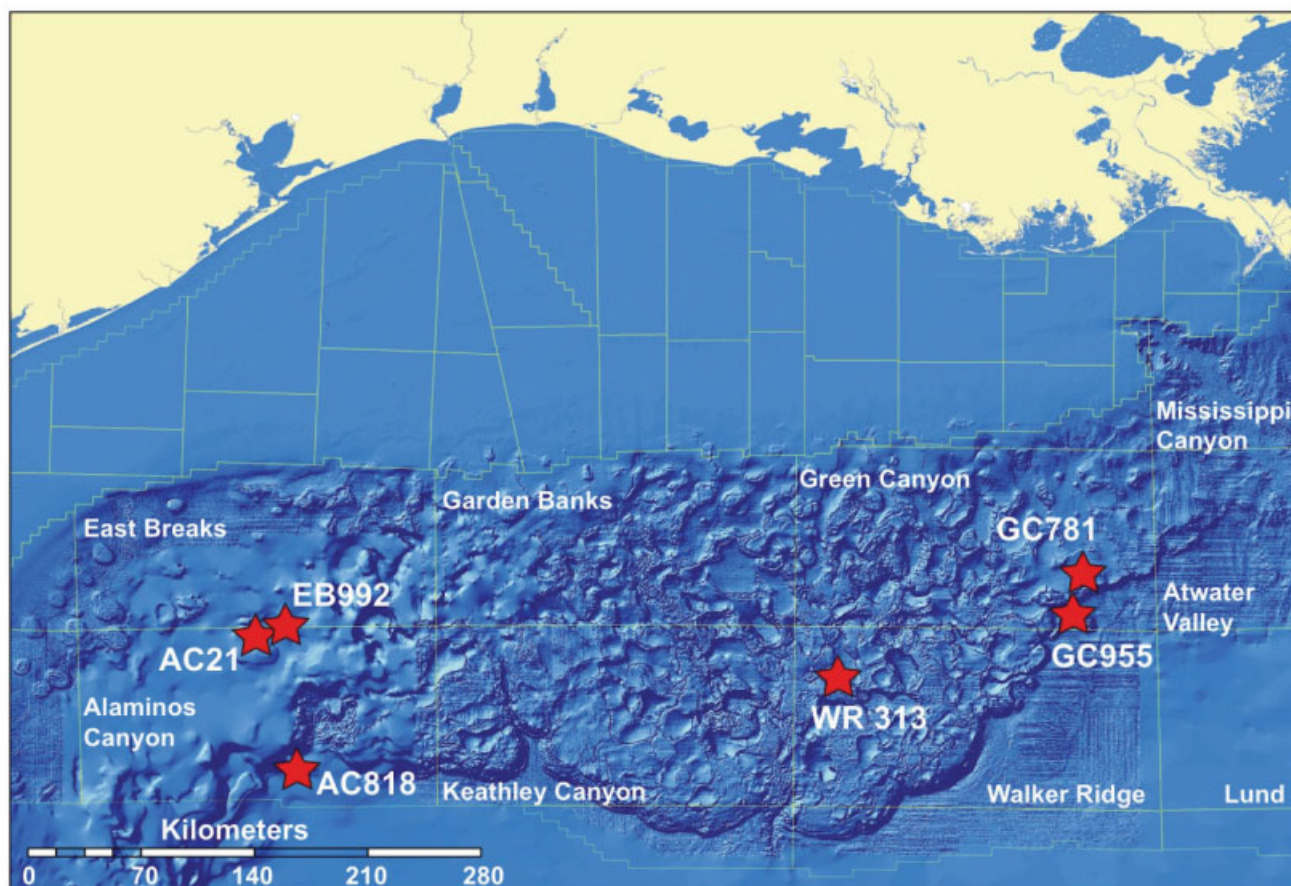 Mississippi
Canyon
Green Canyon
Garden Banks
East Breaks
GC781
EB992
Atwater
Valley
AC21
GC955
Alaminos
Canyon
WR 313
AC818
Keathley Canyon
Walker Ridge
Lund
Kilometers
0 70 140 210 280